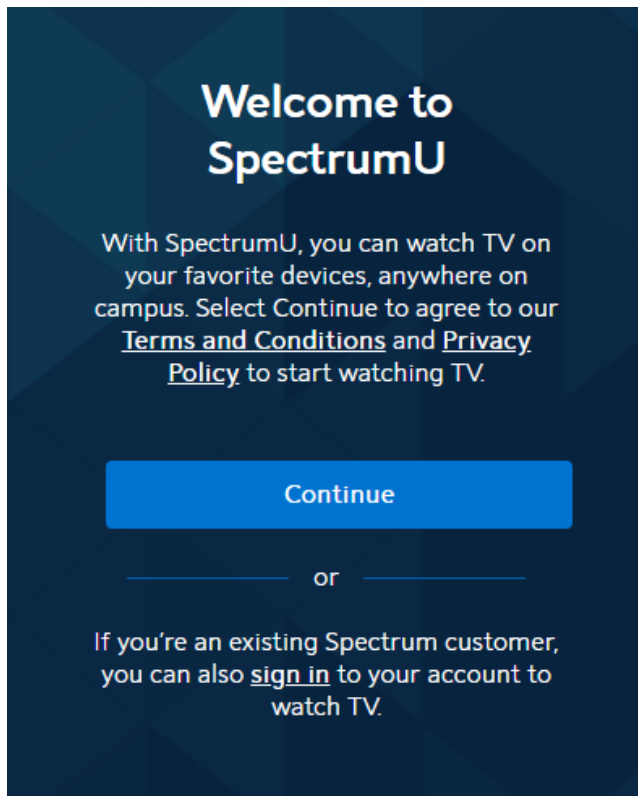 Welcome to
SpectrumU
With SpectrumU, you can watch TV on
your favorite devices, anywhere on
campus. Select Continue to agree to our
Terms and Conditions and Privacy
Policy to start watching TV.
Continue
or
If you’re an existing Spectrum customer,
you can also sign in to your account to
watch TV.